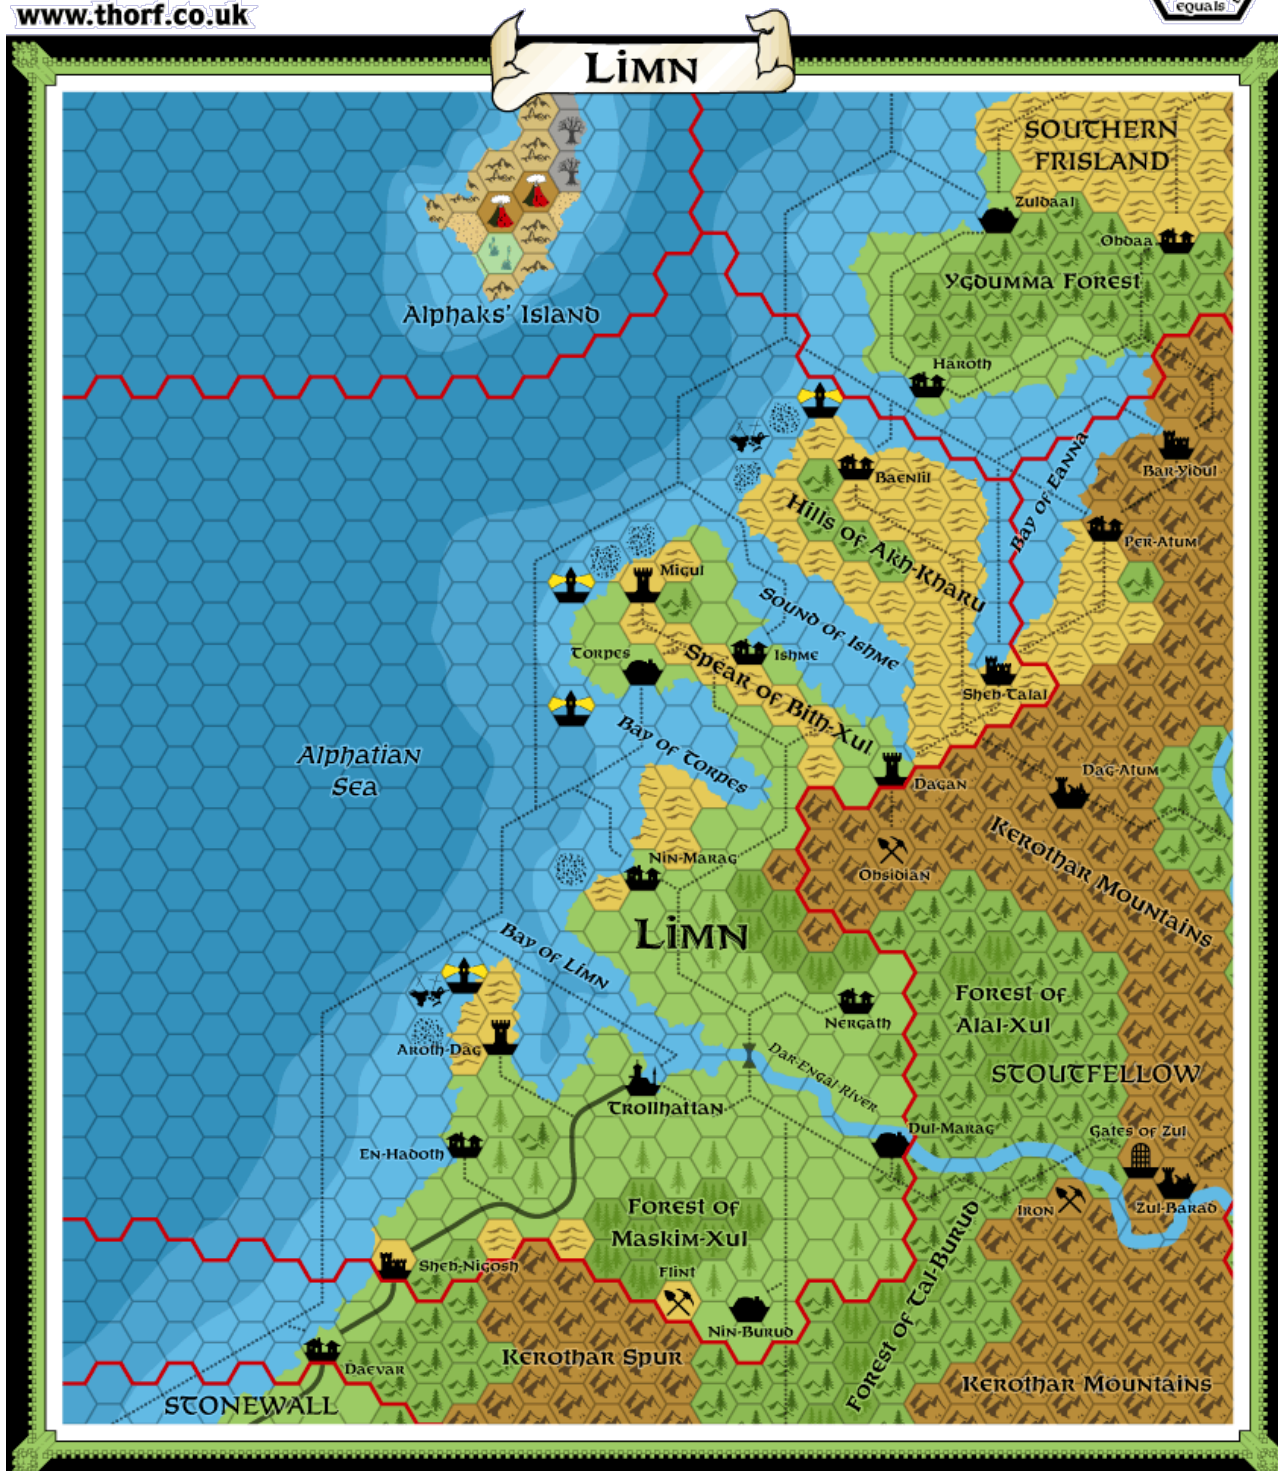 www.thorf.co.uk
equals
Limn
SOUTHERN
FRISLAND
Zuldaal
Obdaa
Ygdumma Forest
Alphaks' Island
Haroth
Bar-Yidul
Baenlil
Bay of Eanna
Per-Atum
Hills of Akh-Kharu
Migul
Sound of Ishme
Torpes
Ishme
Spear of Bith-Xul
Sheb-Talal
Bay of Torpes
Alphatian
Sea
Dagan
Dag-Atum
Kerothar Mountains
Nin-Marag
Obsidian
Limn
Bay of Limn
Forest of
Alal-Xul
Nergath
Aroth-Dag
Dar-Engal River
STOUTFELLOW
Trollhattan
Dul-Marag
Gates of Zul
En-Hadoth
Forest of
Maskim-Xul
Iron
Zul-Barad
Sheb-Nigosh
Flint
Forest of Tal-Burud
Nin-Burud
Kerothar Spur
Daevar
Kerothar Mountains
STONEWALL